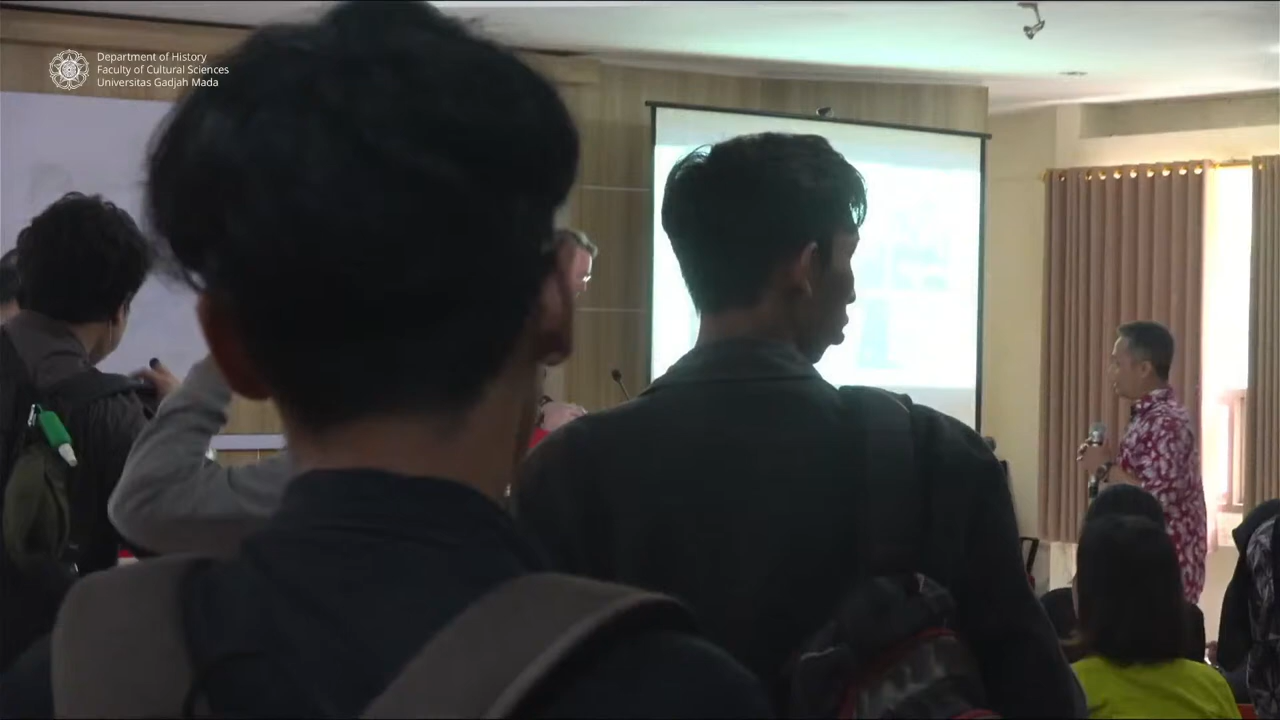 Department of History
Faculty of Cultural Sciences
Universitas Gadjah Mada